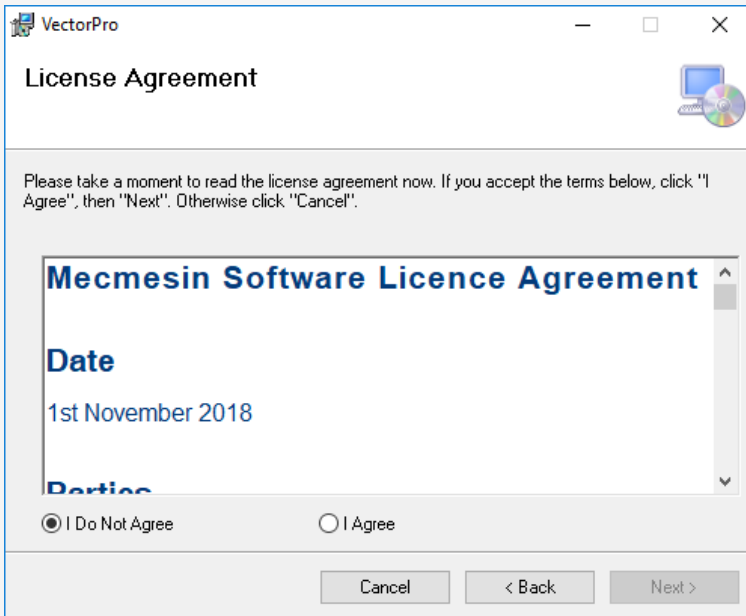 VectorPro
License Agreement
Please take a moment to read the license agreement now. If you accept the terms below, click "I
Agree", then "Next". Otherwise click "Cancel".
Mecmesin Software Licence Agreement
Date
1st November 2018
Parties
I Do Not Agree
I Agree
Cancel
< Back
Next >